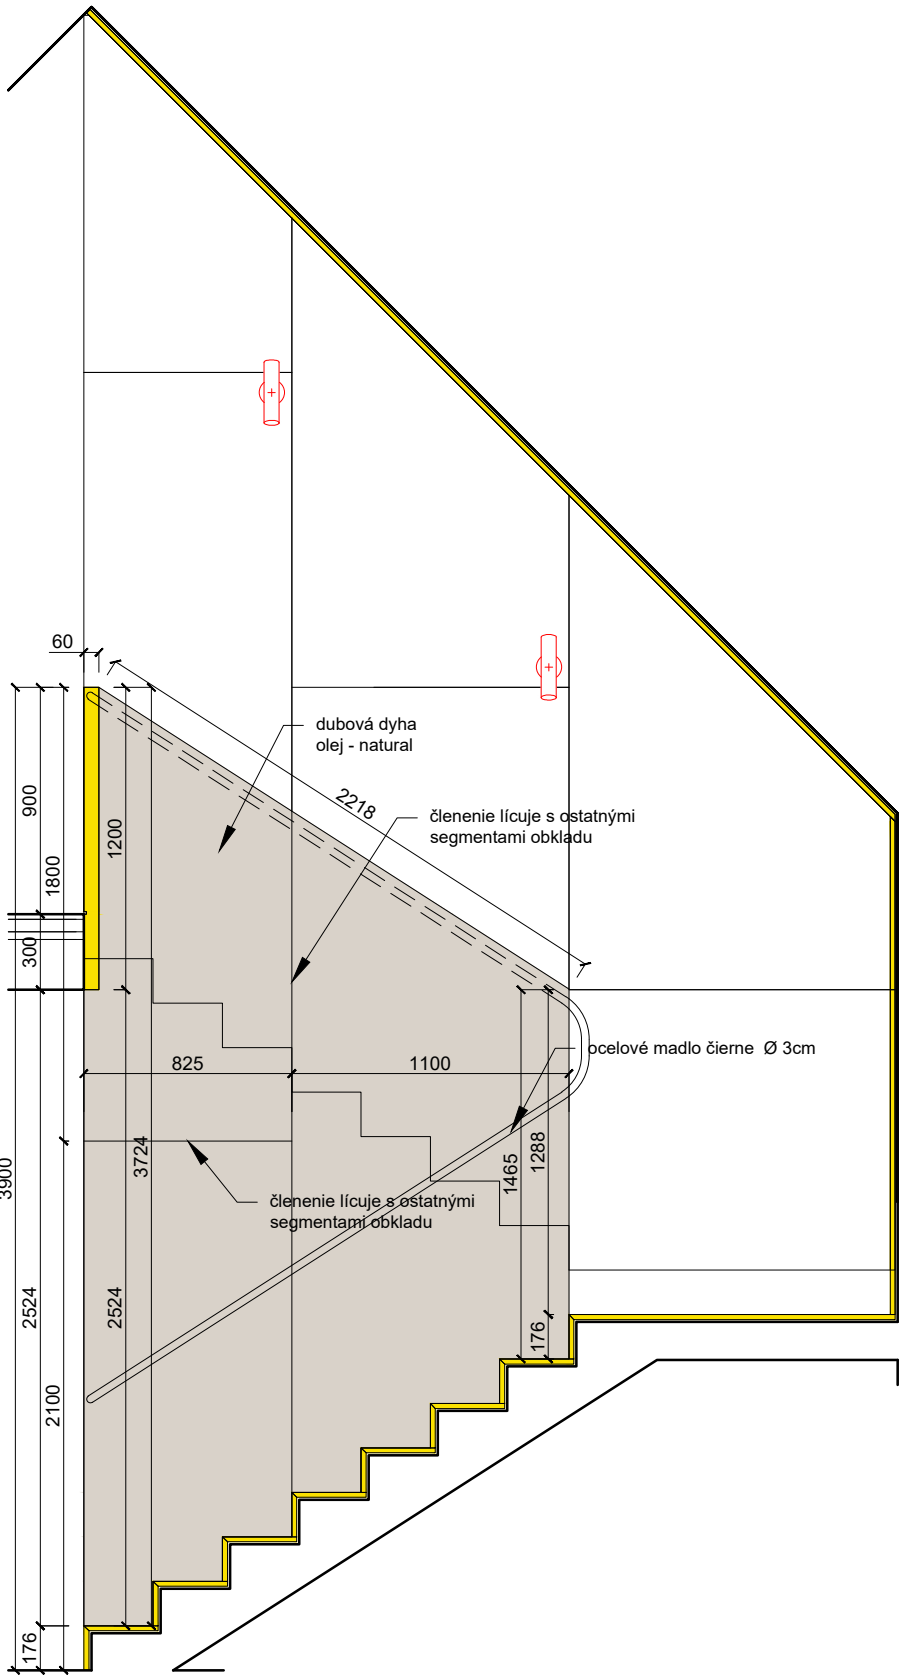 60
dubová dyha
olej - natural
2218
členenie lícuje s ostatnými
segmentami obkladu
900
1800
1200
300
825
1100
ocelové madlo čierne  Ø 3cm
3900
3724
1465
1288
členenie lícuje s ostatnými
segmentami obkladu
2524
2524
176
2100
176